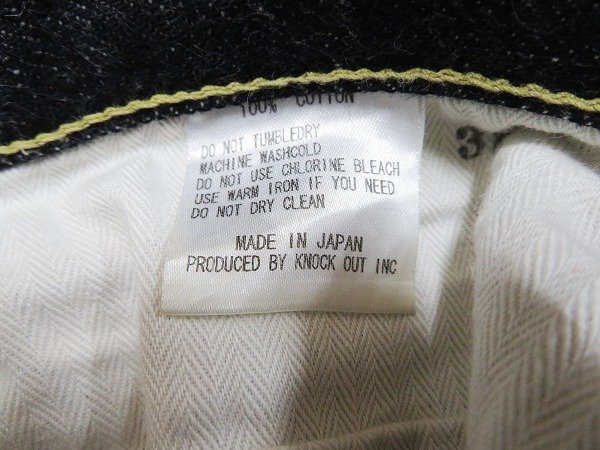 100% COTTON
DO NOT TUMBLEDRY
MACHINE WASHCOLD
DO NOT USE CHLORINE BLEACH
USE WARM IRON IF YOU NEED
DO NOT DRY CLEAN
MADE IN JAPAN
PRODUCED BY KNOCK OUT INC